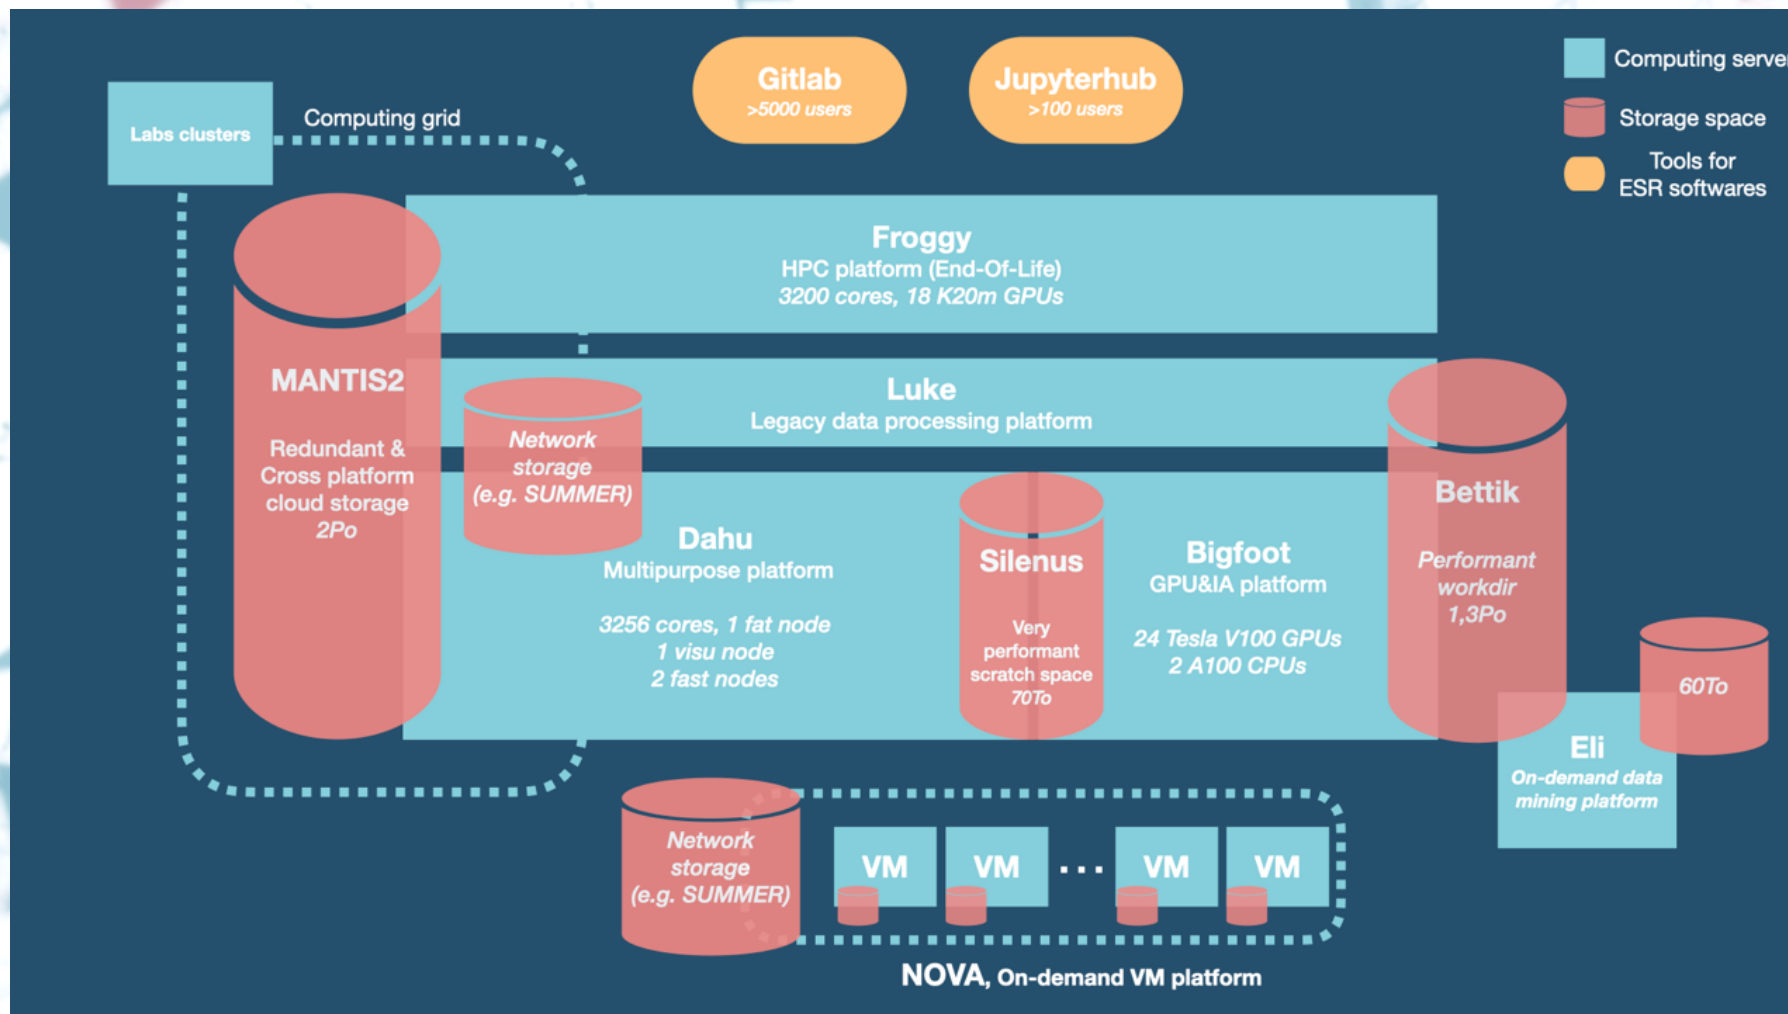 Gitlab
>5000 users
Jupyterhub
>100 users
Computing server
Storage space
Tools for
ESR softwares
Labs clusters
Computing grid
Froggy
HPC platform (End-Of-Life)
3200 cores, 18 K20m GPUs
MANTIS2
Redundant &
Cross platform
cloud storage
2Po
Luke
Legacy data processing platform
Network
storage
(e.g. SUMMER)
Dahu
Multipurpose platform
3256 cores, 1 fat node
1 visu node
2 fast nodes
Silenus
Very
performant
scratch space
70To
Bigfoot
GPU&IA platform
24 Tesla V100 GPUs
2 A100 CPUs
Bettik
Performant
workdir
1,3Po
60To
Eli
On-demand data
mining platform
Network
storage
(e.g. SUMMER)
VM
VM
...
VM
VM
NOVA, On-demand VM platform